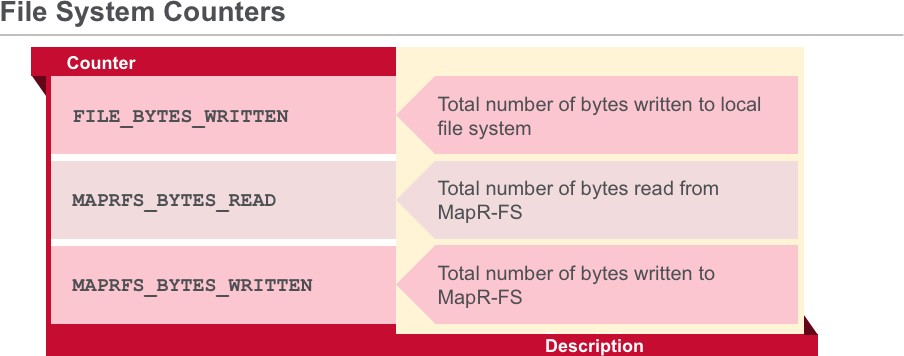 File System Counters
Counter
FILE_BYTES_WRITTEN
Total number of bytes written to local
file system
MAPRFS_BYTES_READ
Total number of bytes read from
MapR-FS
MAPRFS_BYTES_WRITTEN
Total number of bytes written to
MapR-FS
Description